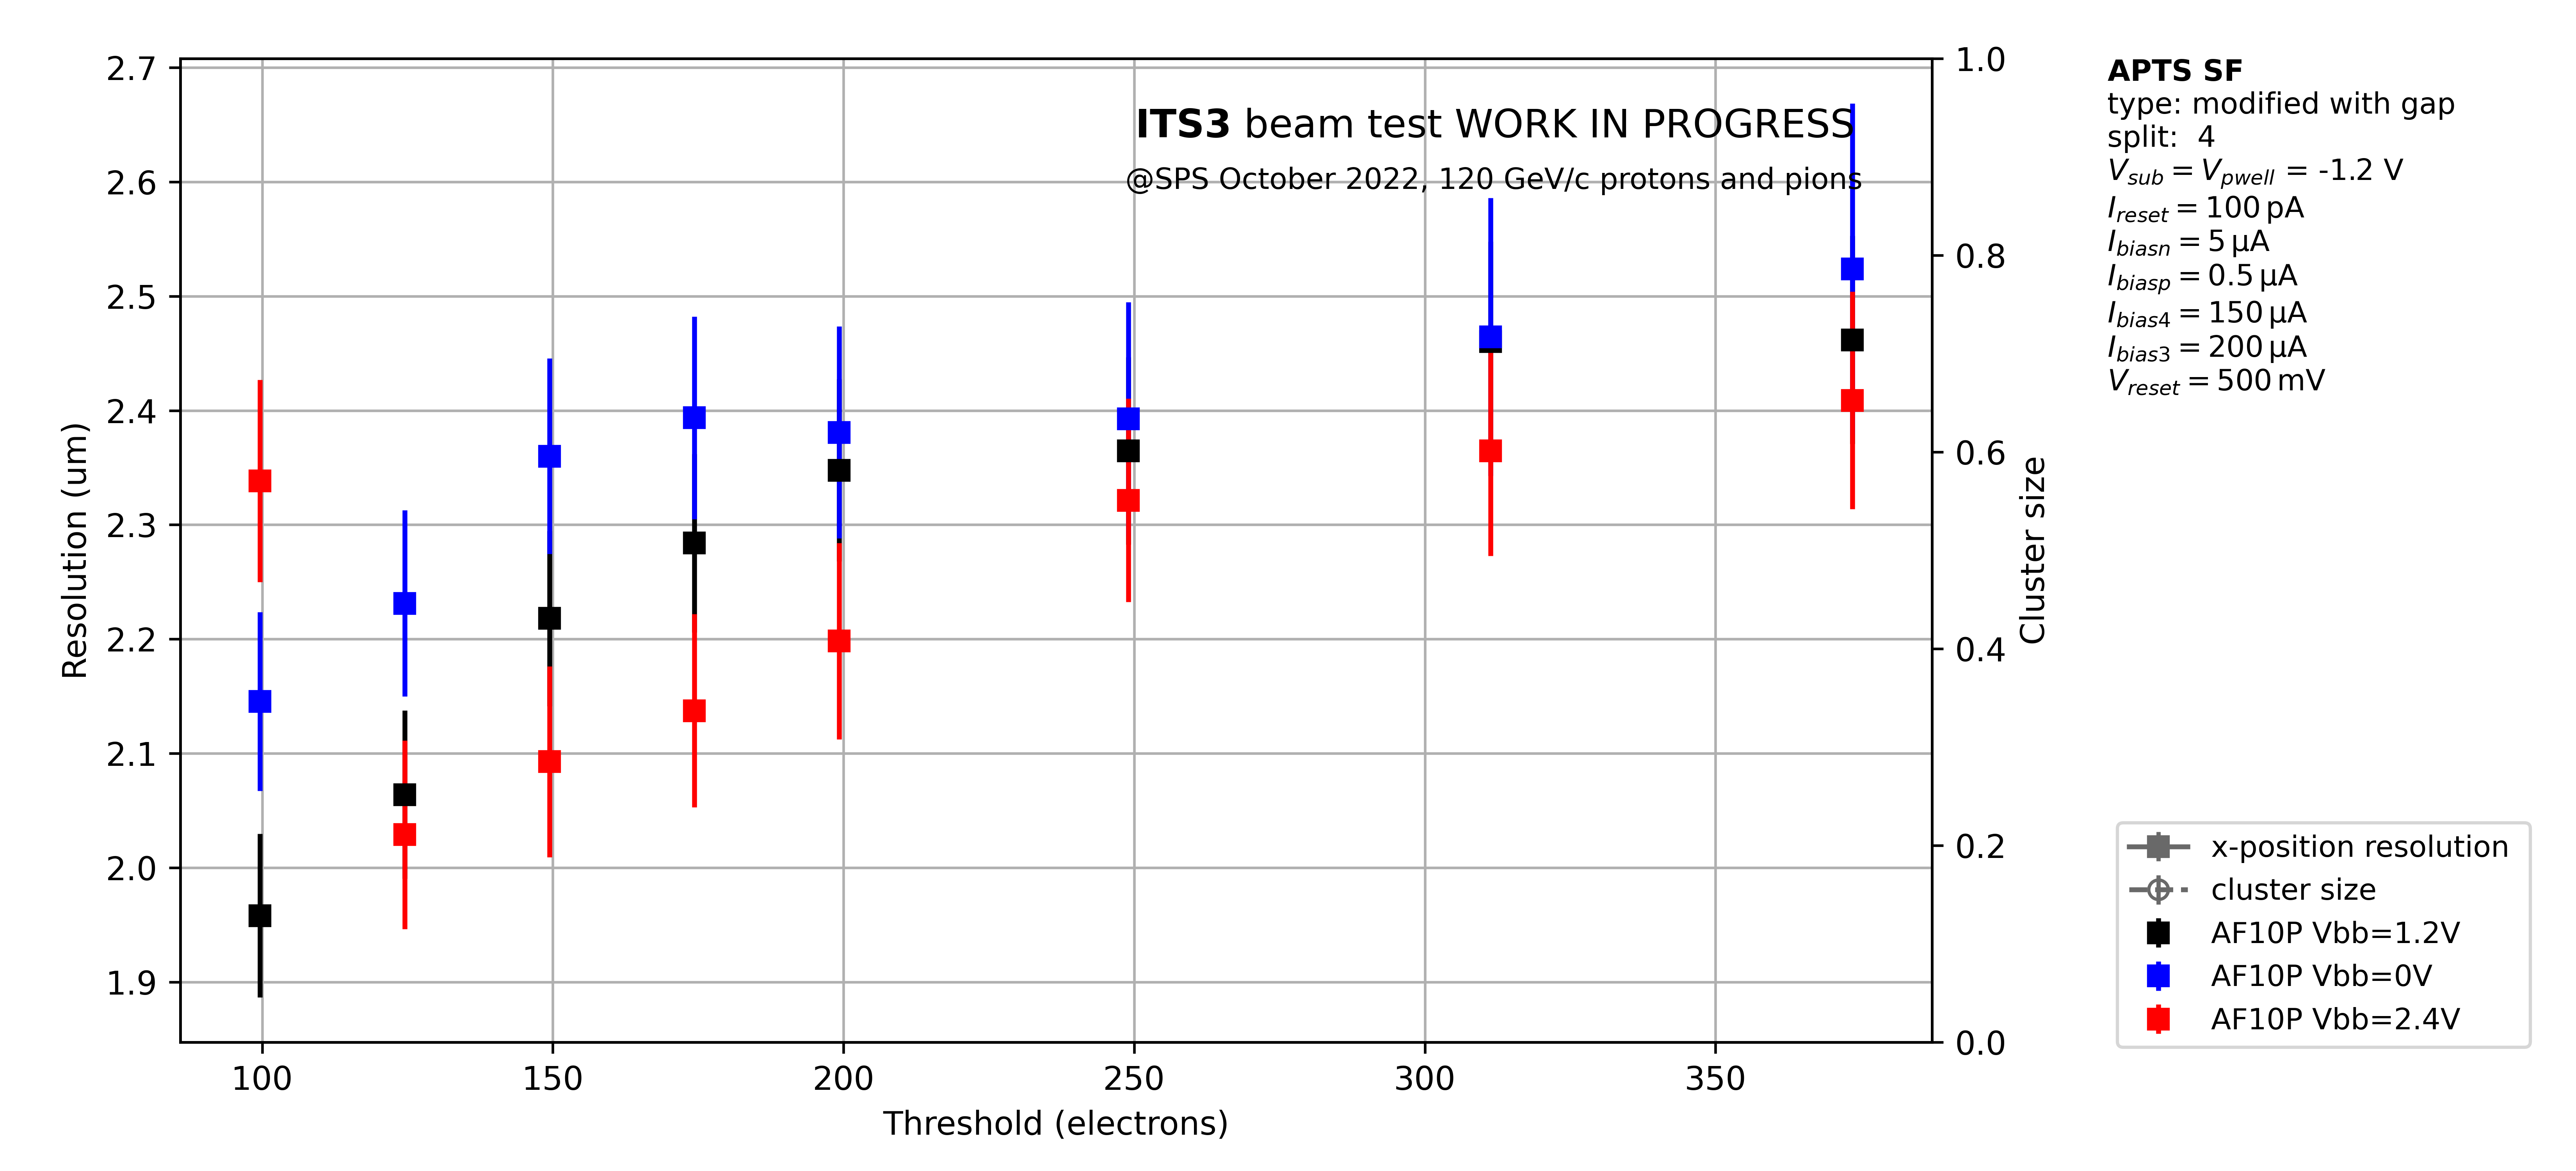 2.7
2.6
2.5
2.4
2.3
2.2
2.1
2.0
1.9
Resolution (um)
ITS3 beam test WORK IN PROGRESS
@SPS October 2022, 120 GeV/c protons and pions
100 150 200 250 300 350
Threshold (electrons)
1.0
0.8
0.6
0.4
0.2
0.0
Cluster size
APTS SF
type: modified with gap
split: 4
V_sub = V_pwell = -1.2 V
I_reset = 100 pA
I_biasn = 5 μA
I_biasp = 0.5 μA
I_bias4 = 150 μA
I_bias3 = 200 μA
V_reset = 500 mV
x-position resolution
cluster size
AF10P Vbb=1.2V
AF10P Vbb=0V
AF10P Vbb=2.4V